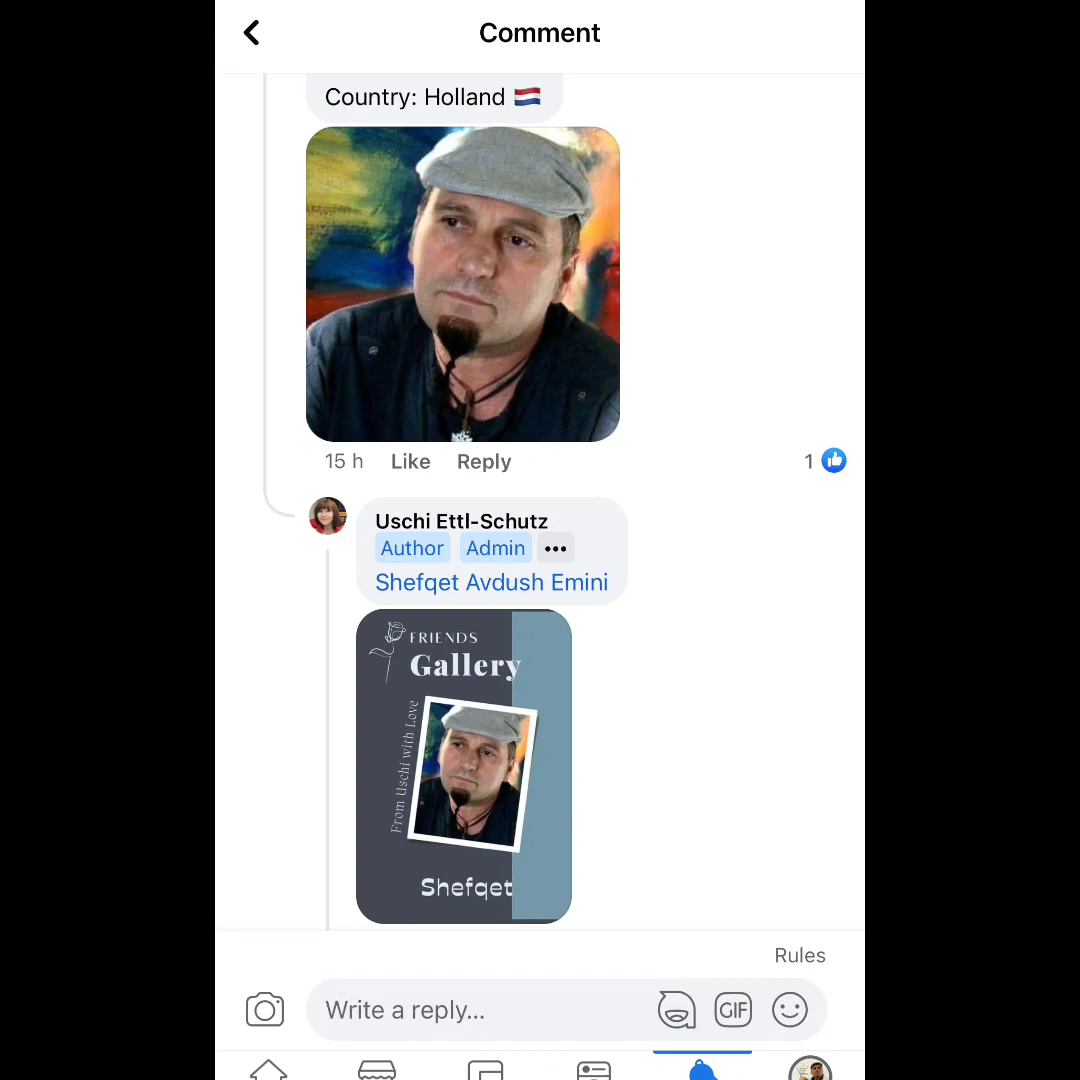 Comment
Country: Holland 🇳🇱
15 h Like Reply 1
Uschi Ettl-Schutz
Author Admin •••
Shefqet Avdush Emini
FRIENDS
Gallery
From Uschi with Love
Shefqet
Rules
Write a reply...
GIF